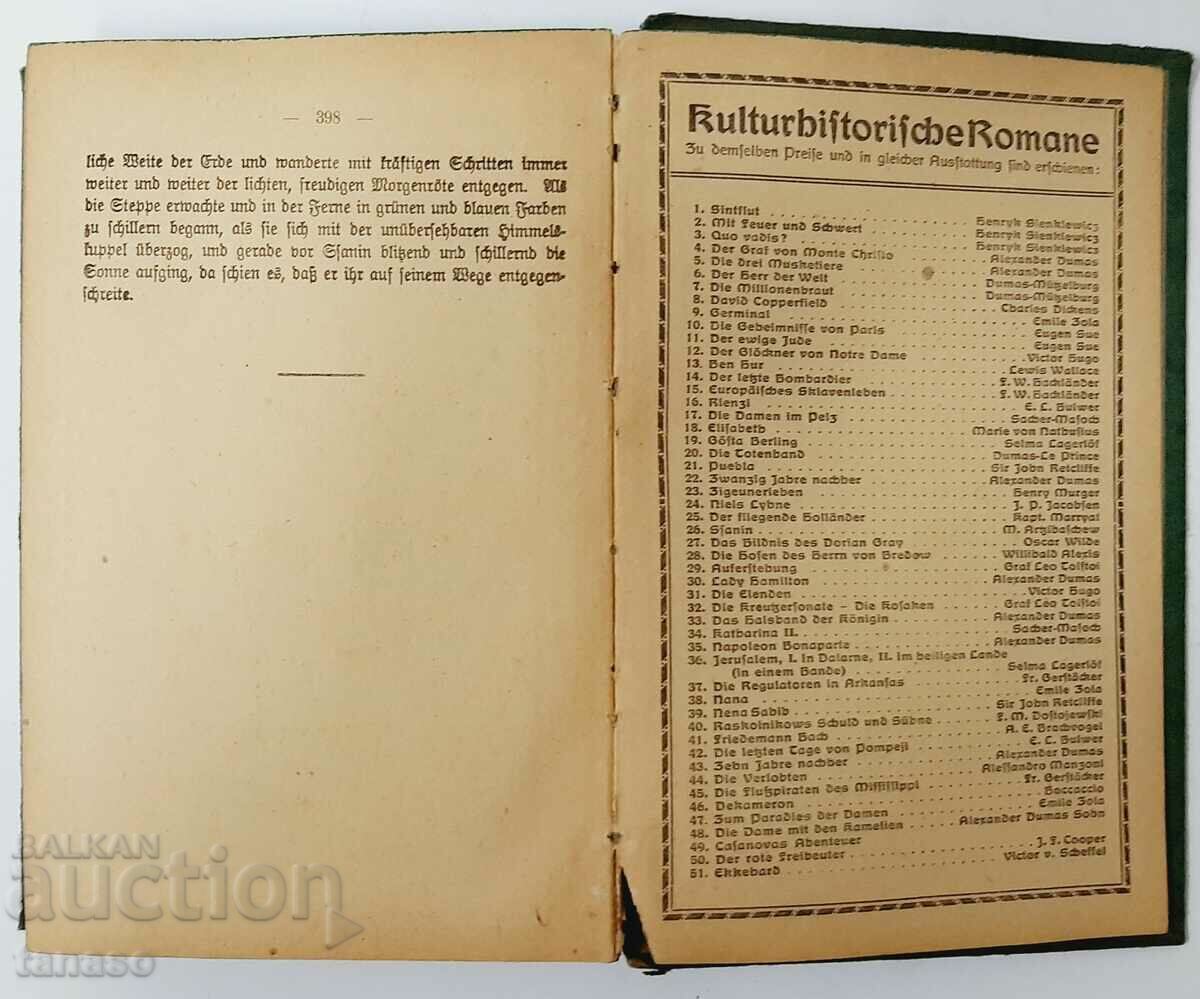 — 398 —
liche Weite der Erde und wanderte mit kräftigen Schritten immer
weiter und weiter der lichten, freudigen Morgenröte entgegen. Als
die Steppe erwachte und in der Ferne in grünen und blauen Farben
zu schillern begann, als sie sich mit der unübersehbaren Himmels-
kuppel überzog, und gerade vor Ssanin blitzend und schillernd die
Sonne aufging, da schien es, daß er ihr auf seinem Wege entgegen-
schreite.
Kulturhistorische Romane
Zu demselben Preise und in gleicher Ausstattung sind erschienen:
1. Sintflut . . . Henryk Sienkiewicz
2. Mit Feuer und Schwert . . . Henryk Sienkiewicz
3. Quo vadis? . . . Henryk Sienkiewicz
4. Der Graf von Monte Christo . . . Alexander Dumas
5. Die drei Musketiere . . . Alexander Dumas
6. Der Herr der Welt . . . Dumas-Mützelburg
7. Die Millionenbraut . . . Dumas-Mützelburg
8. David Copperfield . . . Charles Dickens
9. Germinal . . . Emile Zola
10. Die Geheimnisse von Paris . . . Eugen Sue
11. Der ewige Jude . . . Eugen Sue
12. Der Glöckner von Notre Dame . . . Victor Hugo
13. Ben Hur . . . Lewis Wallace
14. Der letzte Bombardier . . . F. W. Hackländer
15. Europäisches Sklavenleben . . . F. W. Hackländer
16. Rienzi . . . E. L. Bulwer
17. Die Damen im Pelz . . . Sacher-Masoch
18. Elisabeth . . . Marie von Nathusius
19. Gösta Berling . . . Selma Lagerlöf
20. Die Totenhand . . . Dumas-Le Prince
21. Puebla . . . Sir John Retcliffe
22. Zwanzig Jahre nachher . . . Alexander Dumas
23. Zigeunerleben . . . Henry Murger
24. Niels Lyhne . . . J. P. Jacobsen
25. Der fliegende Holländer . . . Kapt. Marryat
26. Ssanin . . . M. Artzibaschew
27. Das Bildnis des Dorian Gray . . . Oscar Wilde
28. Die Hosen des Herrn von Bredow . . . Willibald Alexis
29. Auferstehung . . . Graf Leo Tolstoi
30. Lady Hamilton . . . Alexander Dumas
31. Die Elenden . . . Victor Hugo
32. Die Kreutzersonate – Die Kosaken . . . Graf Leo Tolstoi
33. Das Halsband der Königin . . . Alexander Dumas
34. Katharina II. . . . Sacher-Masoch
35. Napoleon Bonaparte . . . Alexander Dumas
36. Jerusalem, I. in Dalarne, II. im heiligen Lande
(in einem Bande) . . . Selma Lagerlöf
37. Die Regulatoren in Arkansas . . . Fr. Gerstäcker
38. Nana . . . Emile Zola
39. Nena Sahib . . . Sir John Retcliffe
40. Raskolnikows Schuld und Sühne . . . F. M. Dostojewski
41. Friedemann Bach . . . A. E. Brachvogel
42. Die letzten Tage von Pompeji . . . E. L. Bulwer
43. Zehn Jahre nachher . . . Alexander Dumas
44. Die Verlobten . . . Alessandro Manzoni
45. Die Flußpiraten des Mississippi . . . Fr. Gerstäcker
46. Dekameron . . . Boccaccio
47. Zum Paradies der Damen . . . Emile Zola
48. Die Dame mit den Kamelien . . . Alexander Dumas Sohn
49. Casanovas Abenteuer
50. Der rote Freibeuter . . . J. F. Cooper
51. Ekkehard . . . Victor v. Scheffel
BALKAN
auction
tanaso